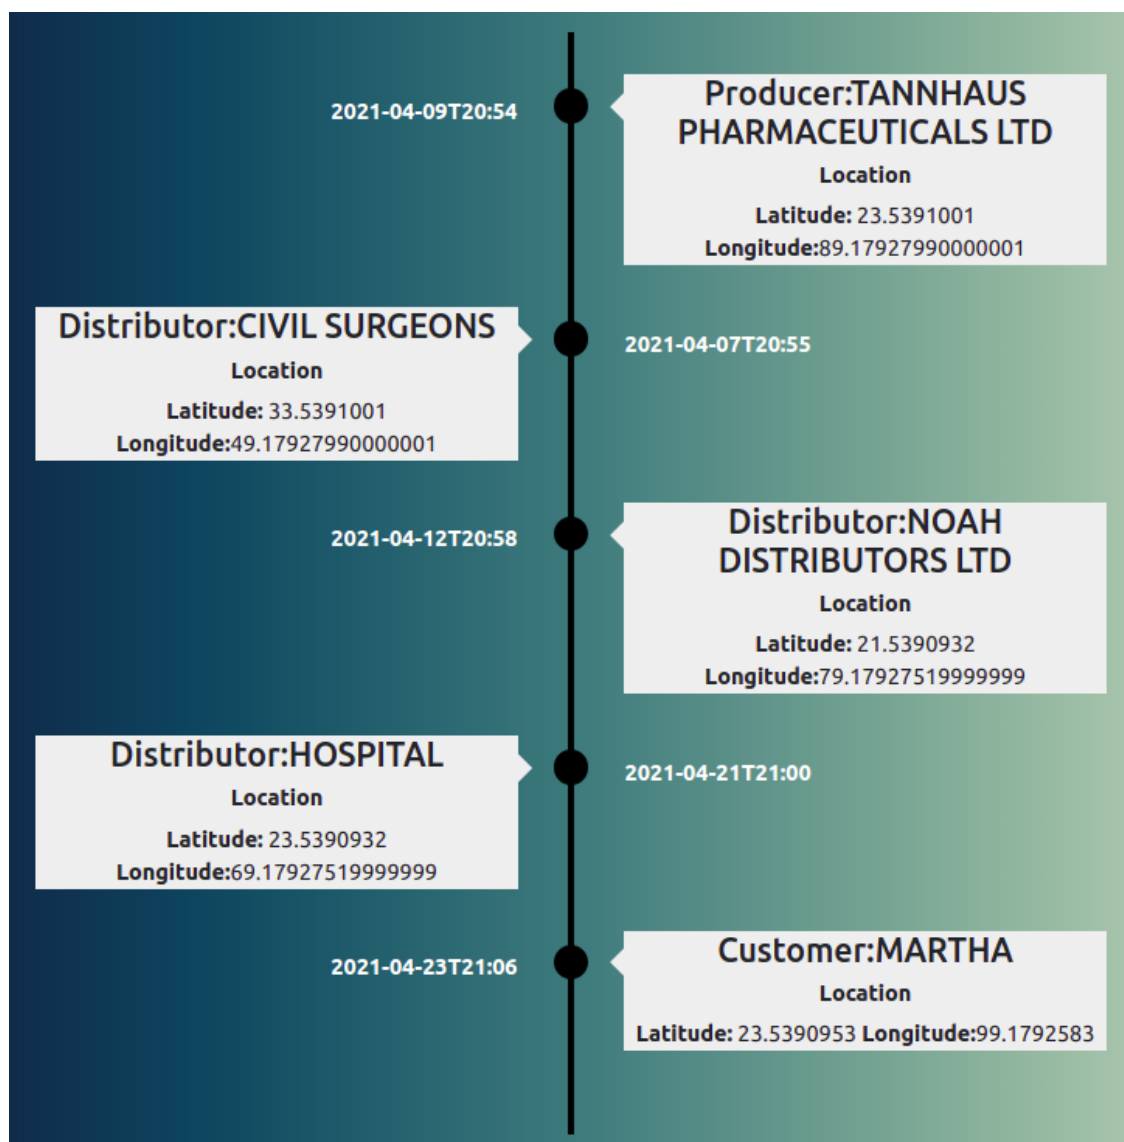 2021-04-09T20:54
Producer:TANNHAUS
PHARMACEUTICALS LTD
Location
Latitude: 23.5391001
Longitude:89.17927990000001
Distributor:CIVIL SURGEONS
Location
Latitude: 33.5391001
Longitude:49.17927990000001
2021-04-07T20:55
2021-04-12T20:58
Distributor:NOAH
DISTRIBUTORS LTD
Location
Latitude: 21.5390932
Longitude:79.17927519999999
Distributor:HOSPITAL
Location
Latitude: 23.5390932
Longitude:69.17927519999999
2021-04-21T21:00
2021-04-23T21:06
Customer:MARTHA
Location
Latitude: 23.5390953 Longitude:99.1792583